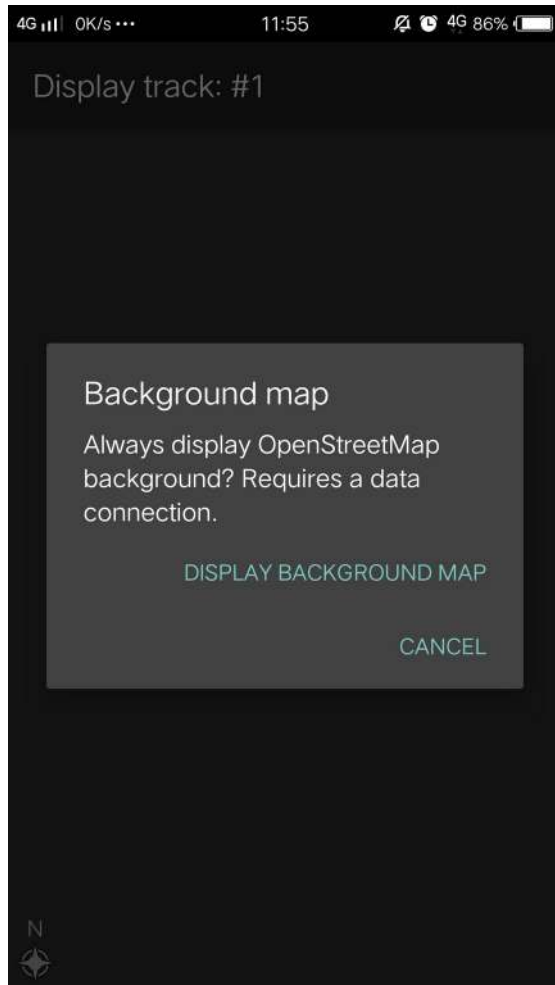 4G 0K/s ··· 11:55 4G 86%
Display track: #1
Background map
Always display OpenStreetMap
background? Requires a data
connection.
DISPLAY BACKGROUND MAP
CANCEL
N